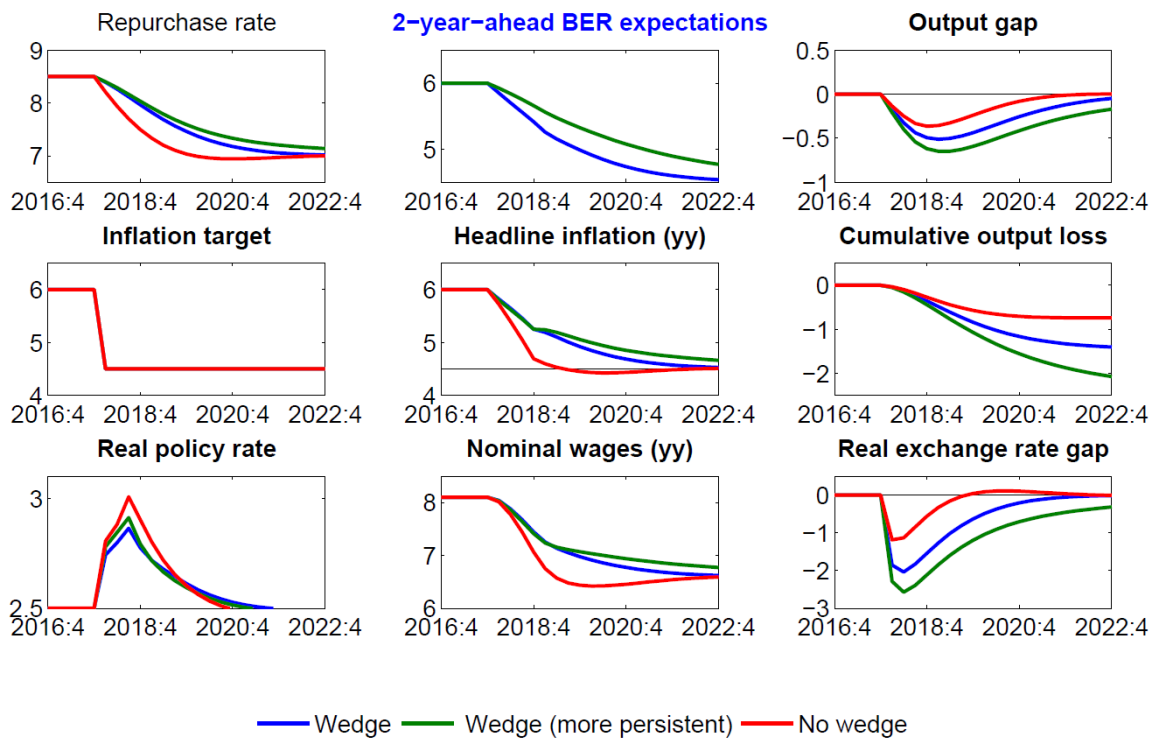 Repurchase rate
2−year−ahead BER expectations
Output gap
9
8
7
2016:4 2018:4 2020:4 2022:4
6
5
2016:4 2018:4 2020:4 2022:4
0.5
0
−0.5
−1
2016:4 2018:4 2020:4 2022:4
Inflation target
Headline inflation (yy)
Cumulative output loss
6
5
4
2016:4 2018:4 2020:4 2022:4
6
5
4
2016:4 2018:4 2020:4 2022:4
0
−1
−2
2016:4 2018:4 2020:4 2022:4
Real policy rate
Nominal wages (yy)
Real exchange rate gap
3
2.5
2016:4 2018:4 2020:4 2022:4
8
7
6
2016:4 2018:4 2020:4 2022:4
0
−1
−2
−3
2016:4 2018:4 2020:4 2022:4
Wedge Wedge (more persistent) No wedge